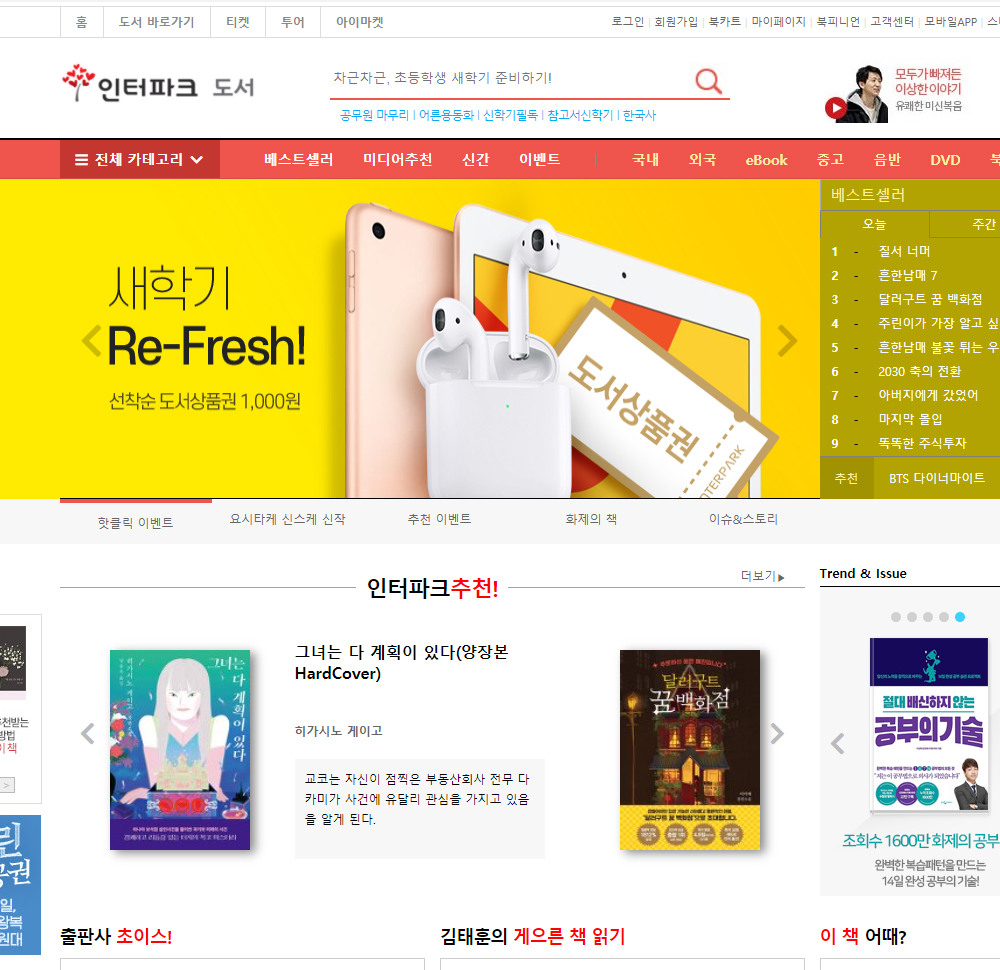 홈 도서 바로가기 티켓 투어 아이마켓
로그인 | 회원가입 | 북카트 | 마이페이지 | 북피니언 | 고객센터 | 모바일APP |
인터파크 도서
차근차근, 초등학생 새학기 준비하기!
공무원 마무리 | 어른용동화 | 신학기필독 | 참고서신학기 | 한국사
모두가 빠져든
이상한 이야기
유쾌한 미신복음
전체 카테고리 베스트셀러 미디어추천 신간 이벤트 국내 외국 eBook 중고 음반 DVD
새학기
Re-Fresh!
선착순 도서상품권 1,000원
도서상품권
베스트셀러
오늘 주간
1 - 질서 너머
2 - 흔한남매 7
3 - 달러구트 꿈 백화점
4 - 주린이가 가장 알고 싶
5 - 흔한남매 불꽃 튀는 우
6 - 2030 축의 전환
7 - 아버지에게 갔었어
8 - 마지막 몰입
9 - 똑똑한 주식투자
추천 BTS 다이너마이트
핫클릭 이벤트 요시타케 신스케 신작 추천 이벤트 화제의 책 이슈&스토리
인터파크추천!
더보기
Trend & Issue
그녀는 다 계획이 있다
히가시노 게이고
그녀는 다 계획이 있다(양장본
HardCover)
히가시노 게이고
교코는 자신이 점찍은 부동산회사 전무 다
카미가 사건에 유달리 관심을 가지고 있음
을 알게 된다.
달러구트
꿈 백화점
절대 배신하지 않는
공부의 기술
조회수 1600만 화제의 공부
완벽한 복습패턴을 만드는
14일 완성 공부의 기술!
출판사 초이스!
김태훈의 게으른 책 읽기
이 책 어때?